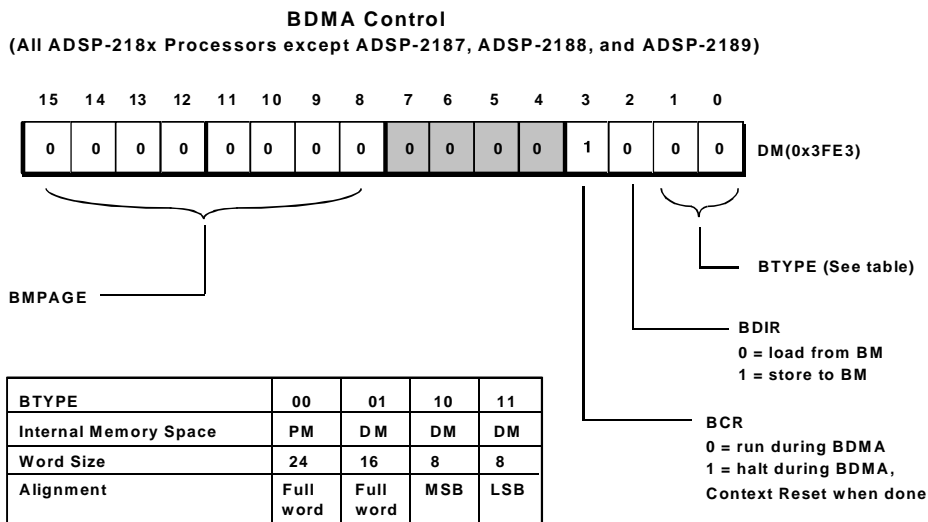 BDMA Control
(All ADSP-218x Processors except ADSP-2187, ADSP-2188, and ADSP-2189)
15 14 13 12 11 10 9 8 7 6 5 4 3 2 1 0
0 0 0 0 0 0 0 0 0 0 0 0 1 0 0 0 DM(0x3FE3)
BTYPE (See table)
BMPAGE
BDIR
0 = load from BM
1 = store to BM
BCR
0 = run during BDMA
1 = halt during BDMA,
Context Reset when done
BTYPE 00 01 10 11
Internal Memory Space PM DM DM DM
Word Size 24 16 8 8
Alignment Full word Full word MSB LSB